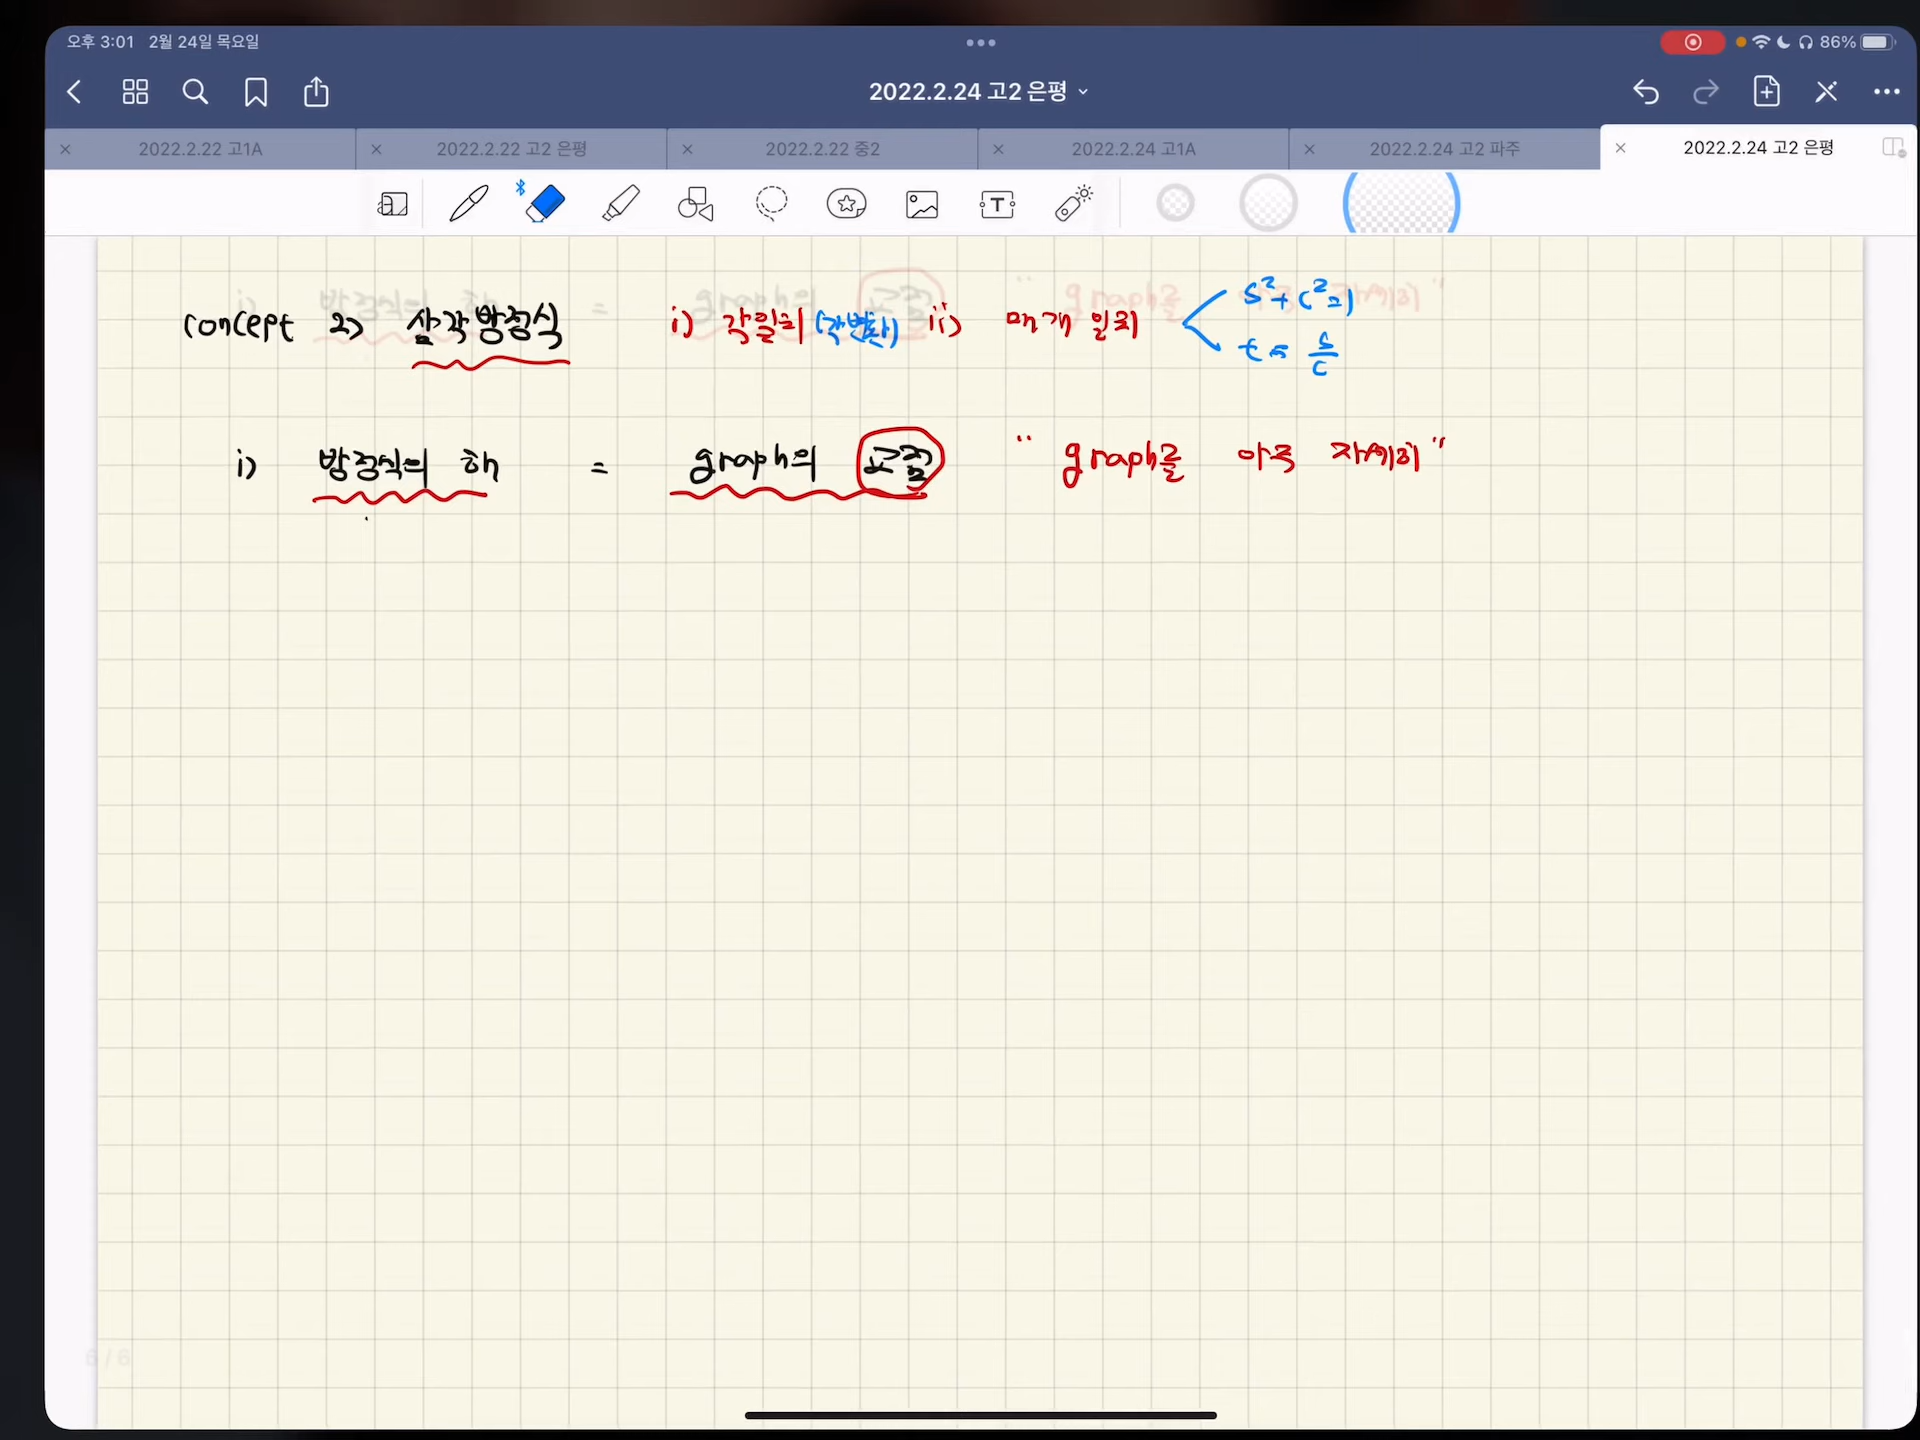 오후 3:01 2월 24일 목요일
86%
2022.2.24 고2 은평
2022.2.22 고1A
2022.2.22 고2 은평
2022.2.22 중2
2022.2.24 고1A
2022.2.24 고2 파주
2022.2.24 고2 은평
concept 2) 삼각방정식 i) 각일치 (각변환) ii) 매개 일치
s²+c²=1
t = s/c
i) 방정식의 해 = graph의 교점 " graph를 아주 자세히 "
6 / 6